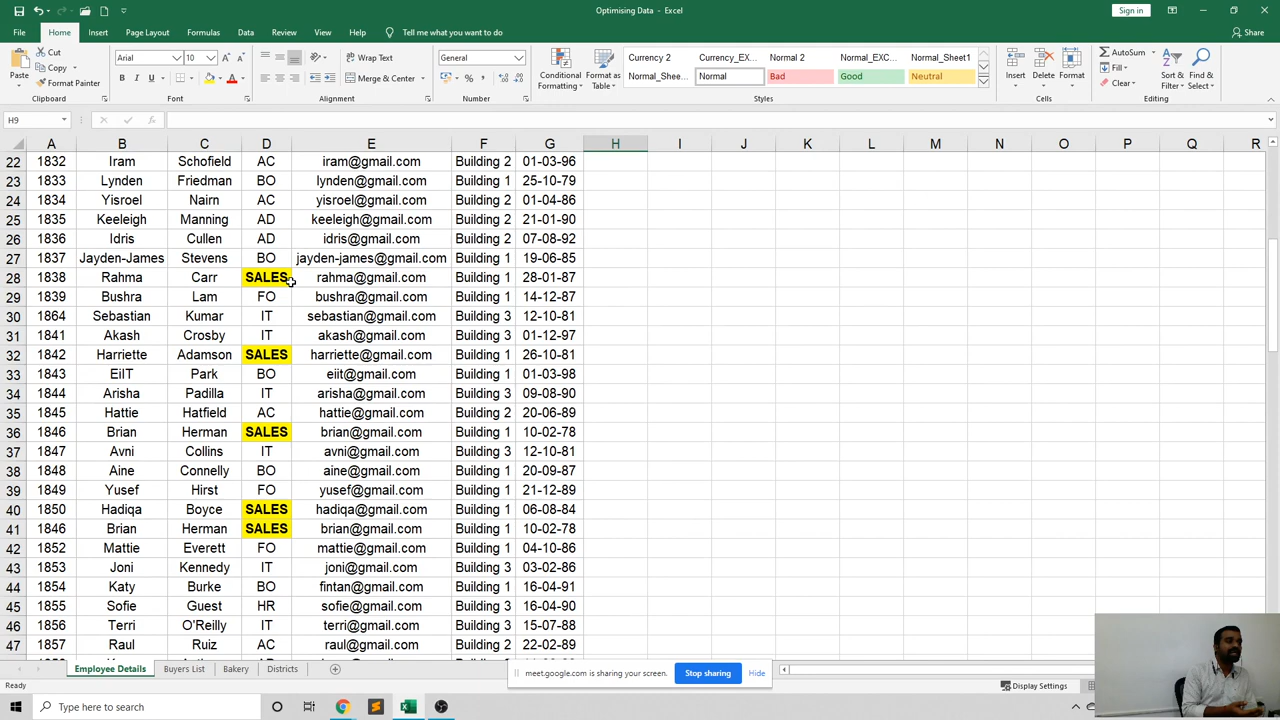 Optimising Data - Excel
Sign in
File Home Insert Page Layout Formulas Data Review View Help Tell me what you want to do Share
Paste Cut Copy Format Painter Clipboard
Arial 10 B I U Font
Wrap Text Merge & Center Alignment
General % Number
Conditional Formatting Format as Table
Currency 2 Currency_EX... Normal 2 Normal_EXC... Normal_Sheet1
Normal_Shee... Normal Bad Good Neutral
Styles
Insert Delete Format Cells
AutoSum Fill Clear Sort & Filter Find & Select Editing
H9
A B C D E F G H I J K L M N O P Q R
22 1832 Iram Schofield AC iram@gmail.com Building 2 01-03-96
23 1833 Lynden Friedman BO lynden@gmail.com Building 1 25-10-79
24 1834 Yisroel Nairn AC yisroel@gmail.com Building 2 01-04-86
25 1835 Keeleigh Manning AD keeleigh@gmail.com Building 2 21-01-90
26 1836 Idris Cullen AD idris@gmail.com Building 2 07-08-92
27 1837 Jayden-James Stevens BO jayden-james@gmail.com Building 1 19-06-85
28 1838 Rahma Carr SALES rahma@gmail.com Building 1 28-01-87
29 1839 Bushra Lam FO bushra@gmail.com Building 1 14-12-87
30 1864 Sebastian Kumar IT sebastian@gmail.com Building 3 12-10-81
31 1841 Akash Crosby IT akash@gmail.com Building 3 01-12-97
32 1842 Harriette Adamson SALES harriette@gmail.com Building 1 26-10-81
33 1843 EiIT Park BO eiit@gmail.com Building 1 01-03-98
34 1844 Arisha Padilla IT arisha@gmail.com Building 3 09-08-90
35 1845 Hattie Hatfield AC hattie@gmail.com Building 2 20-06-89
36 1846 Brian Herman SALES brian@gmail.com Building 1 10-02-78
37 1847 Avni Collins IT avni@gmail.com Building 3 12-10-81
38 1848 Aine Connelly BO aine@gmail.com Building 1 20-09-87
39 1849 Yusef Hirst FO yusef@gmail.com Building 1 21-12-89
40 1850 Hadiqa Boyce SALES hadiqa@gmail.com Building 1 06-08-84
41 1846 Brian Herman SALES brian@gmail.com Building 1 10-02-78
42 1852 Mattie Everett FO mattie@gmail.com Building 1 04-10-86
43 1853 Joni Kennedy IT joni@gmail.com Building 3 03-02-86
44 1854 Katy Burke BO fintan@gmail.com Building 1 16-04-91
45 1855 Sofie Guest HR sofie@gmail.com Building 3 16-04-90
46 1856 Terri O'Reilly IT terri@gmail.com Building 3 15-07-88
47 1857 Raul Ruiz AC raul@gmail.com Building 2 22-02-89
Employee Details Buyers List Bakery Districts
meet.google.com is sharing your screen. Stop sharing Hide
Ready Display Settings
Type here to search